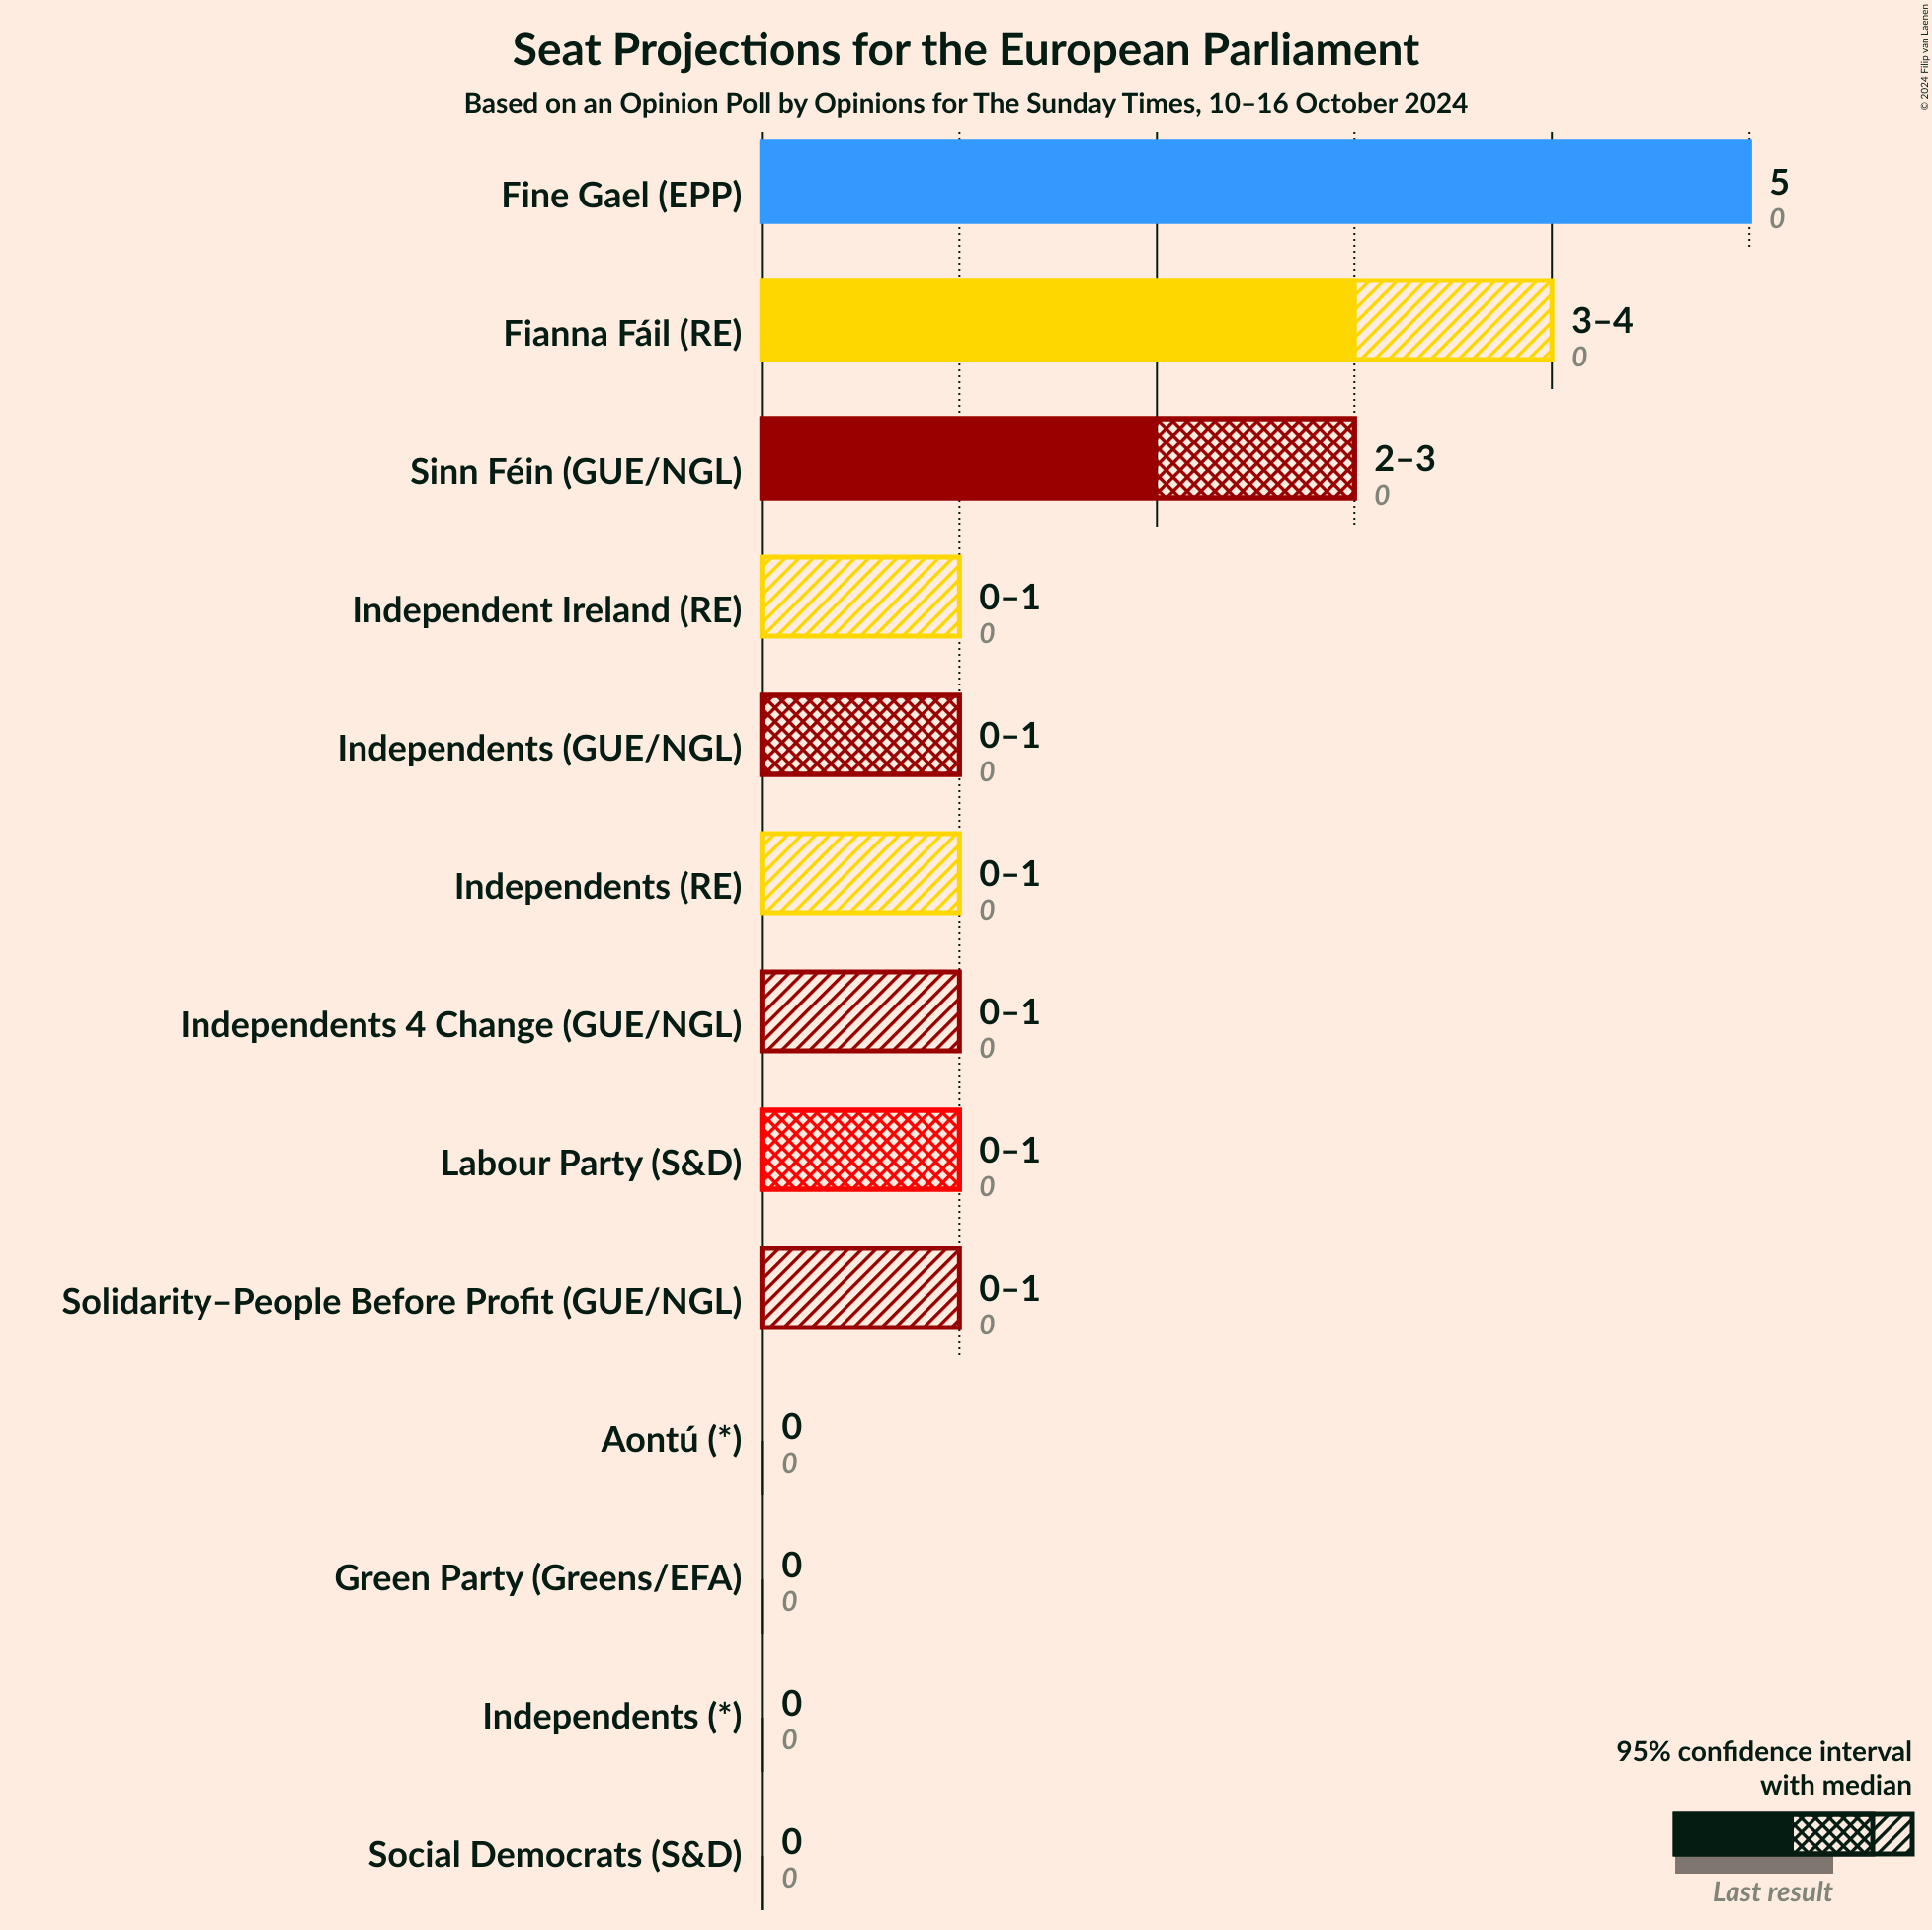 Seat Projections for the European Parliament
Based on an Opinion Poll by Opinions for The Sunday Times, 10–16 October 2024
© 2024 Filip van Laenen
Fine Gael (EPP)
5
0
Fianna Fáil (RE)
3–4
0
Sinn Féin (GUE/NGL)
2–3
0
Independent Ireland (RE)
0–1
0
Independents (GUE/NGL)
0–1
0
Independents (RE)
0–1
0
Independents 4 Change (GUE/NGL)
0–1
0
Labour Party (S&D)
0–1
0
Solidarity–People Before Profit (GUE/NGL)
0–1
0
Aontú (*)
0
0
Green Party (Greens/EFA)
0
0
Independents (*)
0
0
Social Democrats (S&D)
0
0
95% confidence interval
with median
Last result